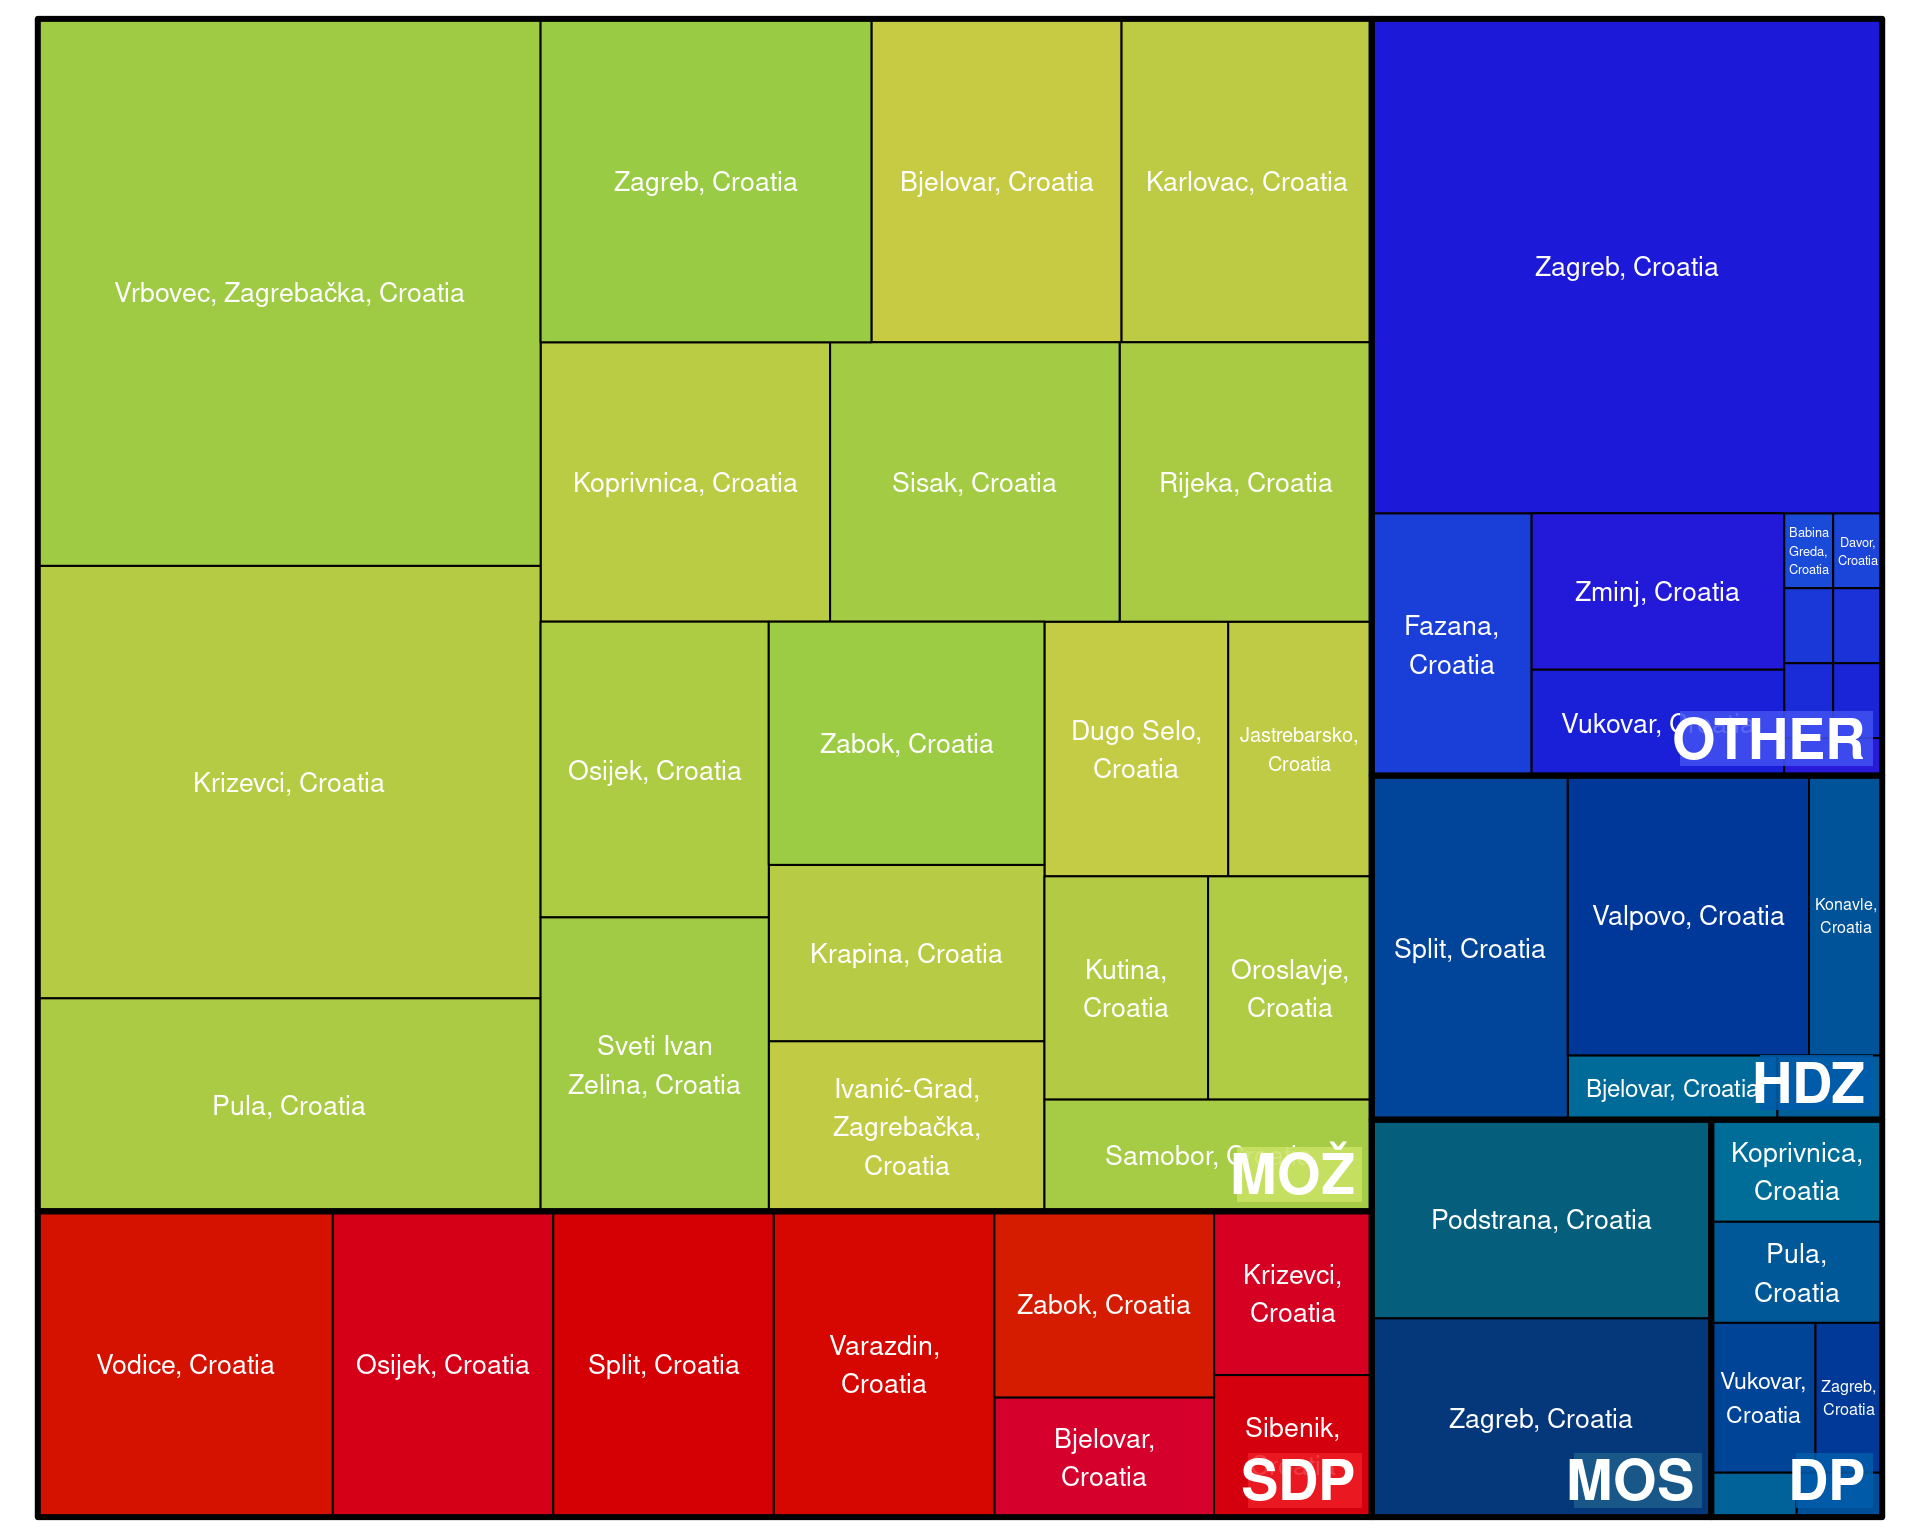 Vrbovec, Zagrebačka, Croatia
Zagreb, Croatia
Bjelovar, Croatia
Karlovac, Croatia
Koprivnica, Croatia
Sisak, Croatia
Rijeka, Croatia
Krizevci, Croatia
Pula, Croatia
Osijek, Croatia
Zabok, Croatia
Dugo Selo,
Croatia
Jastrebarsko,
Croatia
Sveti Ivan
Zelina, Croatia
Krapina, Croatia
Ivanić-Grad,
Zagrebačka,
Croatia
Kutina,
Croatia
Oroslavje,
Croatia
Samobor, Croatia
MOŽ
Vodice, Croatia
Osijek, Croatia
Split, Croatia
Varazdin,
Croatia
Zabok, Croatia
Bjelovar,
Croatia
Krizevci,
Croatia
Sibenik,
Croatia
SDP
Zagreb, Croatia
Fazana,
Croatia
Zminj, Croatia
Vukovar, Croatia
Babina
Greda,
Croatia
Davor,
Croatia
OTHER
Split, Croatia
Valpovo, Croatia
Konavle,
Croatia
Bjelovar, Croatia
HDZ
Podstrana, Croatia
Zagreb, Croatia
MOS
Koprivnica,
Croatia
Pula,
Croatia
Vukovar,
Croatia
Zagreb,
Croatia
DP